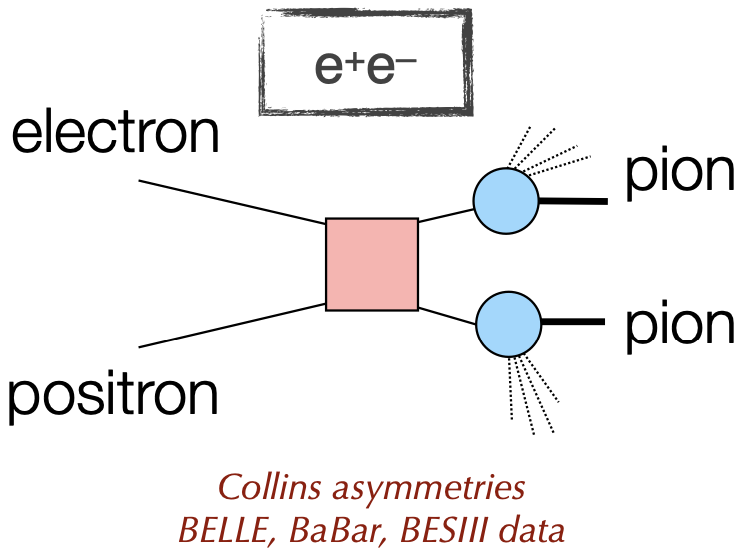 e+e–
electron
pion
pion
positron
Collins asymmetries
BELLE, BaBar, BESIII data